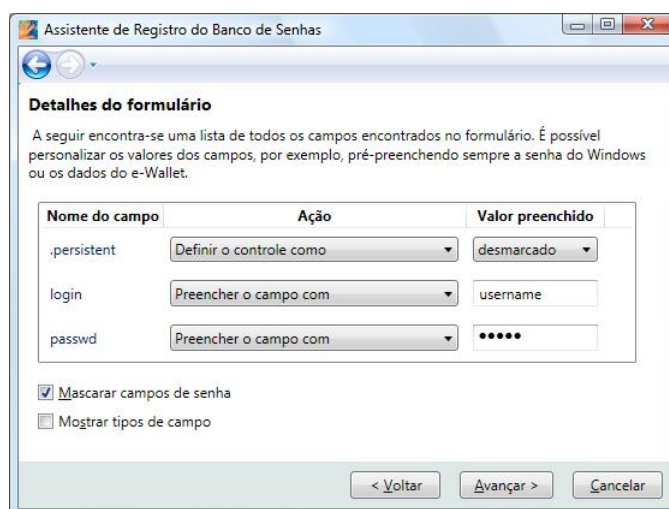 Assistente de Registro do Banco de Senhas
Detalhes do formulário
A seguir encontra-se uma lista de todos os campos encontrados no formulário. É possível
personalizar os valores dos campos, por exemplo, pré-preenchendo sempre a senha do Windows
ou os dados do e-Wallet.
Nome do campo Ação Valor preenchido
.persistent Definir o controle como desmarcado
login Preencher o campo com username
passwd Preencher o campo com •••••
Mascarar campos de senha
Mostrar tipos de campo
< Voltar Avançar > Cancelar